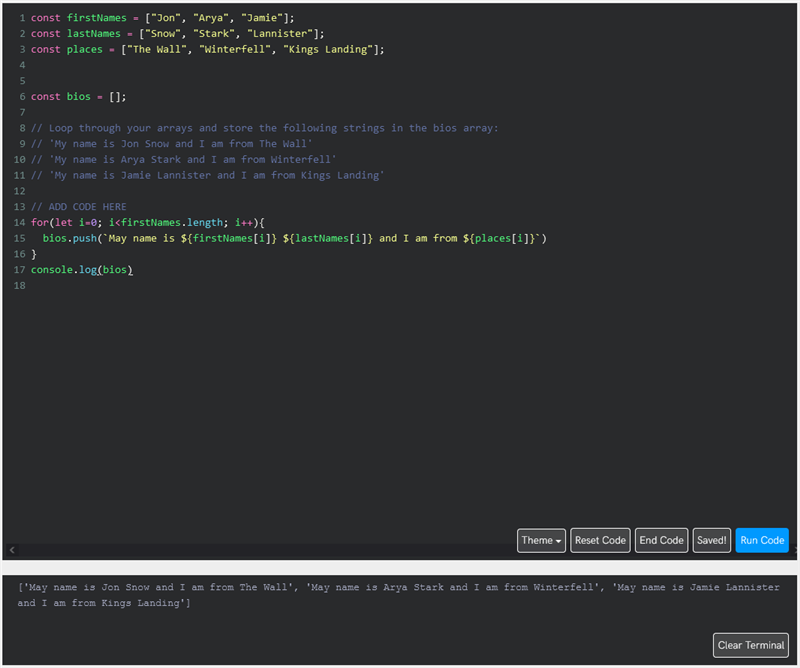 1 const firstNames = ["Jon", "Arya", "Jamie"];
2 const lastNames = ["Snow", "Stark", "Lannister"];
3 const places = ["The Wall", "Winterfell", "Kings Landing"];
4
5
6 const bios = [];
7
8 // Loop through your arrays and store the following strings in the bios array:
9 // 'My name is Jon Snow and I am from The Wall'
10 // 'My name is Arya Stark and I am from Winterfell'
11 // 'My name is Jamie Lannister and I am from Kings Landing'
12
13 // ADD CODE HERE
14 for(let i=0; i<firstNames.length; i++){
15   bios.push(`May name is ${firstNames[i]} ${lastNames[i]} and I am from ${places[i]}`)
16 }
17 console.log(bios)
18
Theme Reset Code End Code Saved! Run Code
['May name is Jon Snow and I am from The Wall', 'May name is Arya Stark and I am from Winterfell', 'May name is Jamie Lannister
and I am from Kings Landing']
Clear Terminal